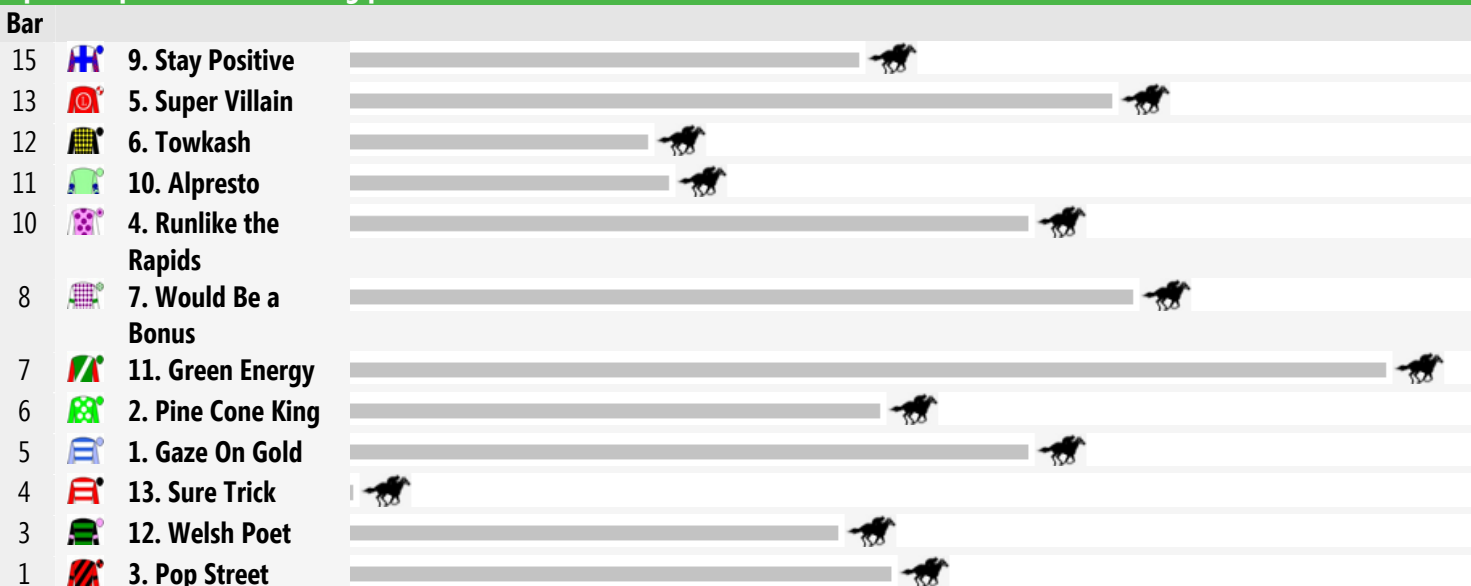 Bar
15 9. Stay Positive
13 5. Super Villain
12 6. Towkash
11 10. Alpresto
10 4. Runlike the
Rapids
8 7. Would Be a
Bonus
7 11. Green Energy
6 2. Pine Cone King
5 1. Gaze On Gold
4 13. Sure Trick
3 12. Welsh Poet
1 3. Pop Street